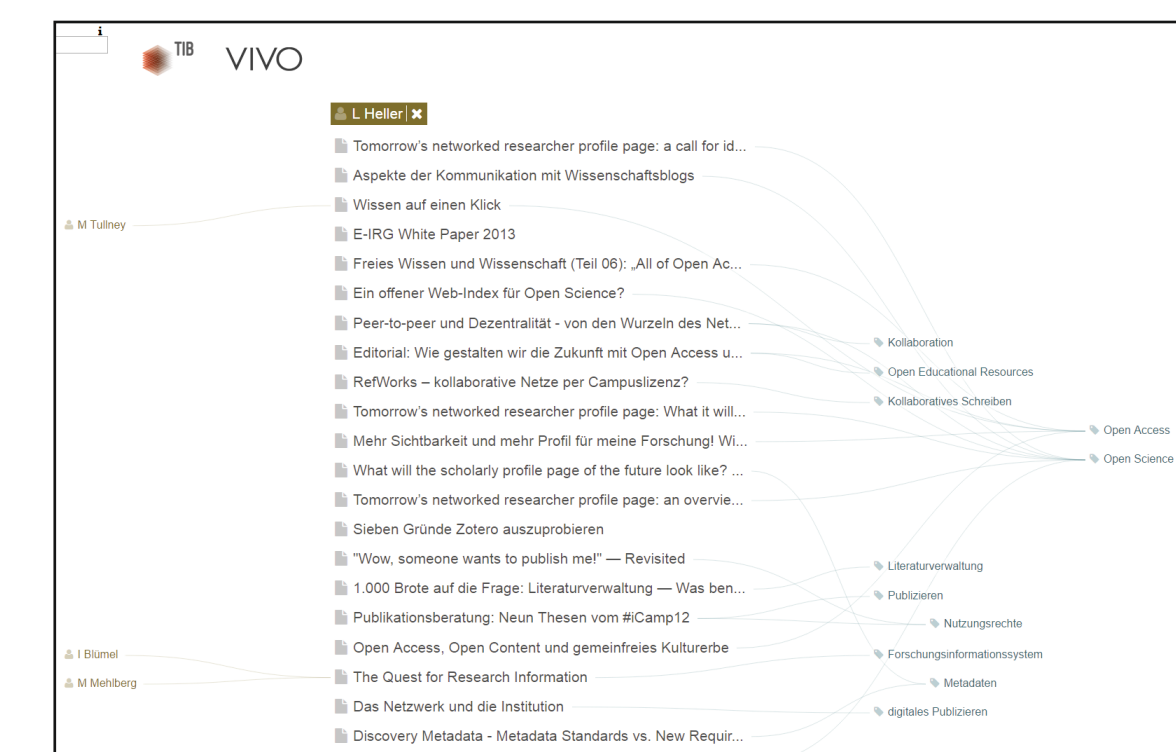 i
TIB
VIVO
L Heller
Tomorrow's networked researcher profile page: a call for id...
Aspekte der Kommunikation mit Wissenschaftsblogs
Wissen auf einen Klick
M Tullney
E-IRG White Paper 2013
Freies Wissen und Wissenschaft (Teil 06): „All of Open Ac...
Ein offener Web-Index für Open Science?
Peer-to-peer und Dezentralität - von den Wurzeln des Net...
Kollaboration
Editorial: Wie gestalten wir die Zukunft mit Open Access u...
Open Educational Resources
RefWorks – kollaborative Netze per Campuslizenz?
Kollaboratives Schreiben
Tomorrow's networked researcher profile page: What it will...
Open Access
Mehr Sichtbarkeit und mehr Profil für meine Forschung! Wi...
Open Science
What will the scholarly profile page of the future look like? ...
Tomorrow's networked researcher profile page: an overvie...
Sieben Gründe Zotero auszuprobieren
"Wow, someone wants to publish me!" — Revisited
Literaturverwaltung
1.000 Brote auf die Frage: Literaturverwaltung — Was ben...
Publizieren
Publikationsberatung: Neun Thesen vom #iCamp12
Nutzungsrechte
Open Access, Open Content und gemeinfreies Kulturerbe
I Blümel
Forschungsinformationssystem
The Quest for Research Information
M Mehlberg
Metadaten
Das Netzwerk und die Institution
digitales Publizieren
Discovery Metadata - Metadata Standards vs. New Requir...